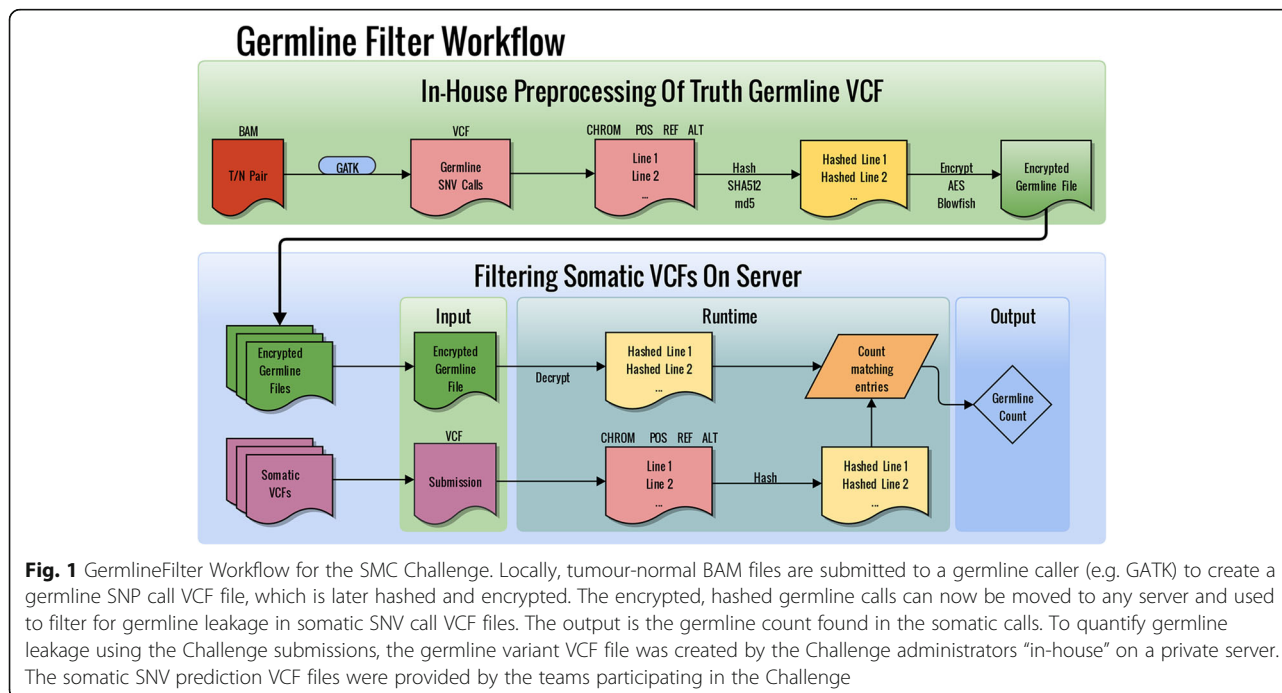 Germline Filter Workflow
In-House Preprocessing Of Truth Germline VCF
BAM
T/N Pair
GATK
VCF
Germline
SNV Calls
CHROM POS REF ALT
Line 1
Line 2
...
Hash
SHA512
md5
Hashed Line 1
Hashed Line 2
...
Encrypt
AES
Blowfish
Encrypted
Germline File
Filtering Somatic VCFs On Server
Input
Runtime
Output
Encrypted
Germline
Files
Encrypted
Germline
File
Decrypt
Hashed Line 1
Hashed Line 2
...
Count
matching
entries
Germline
Count
Somatic
VCFs
VCF
Submission
CHROM POS REF ALT
Line 1
Line 2
...
Hash
Hashed Line 1
Hashed Line 2
...
Fig. 1 GermlineFilter Workflow for the SMC Challenge. Locally, tumour-normal BAM files are submitted to a germline caller (e.g. GATK) to create a
germline SNP call VCF file, which is later hashed and encrypted. The encrypted, hashed germline calls can now be moved to any server and used
to filter for germline leakage in somatic SNV call VCF files. The output is the germline count found in the somatic calls. To quantify germline
leakage using the Challenge submissions, the germline variant VCF file was created by the Challenge administrators “in-house” on a private server.
The somatic SNV prediction VCF files were provided by the teams participating in the Challenge